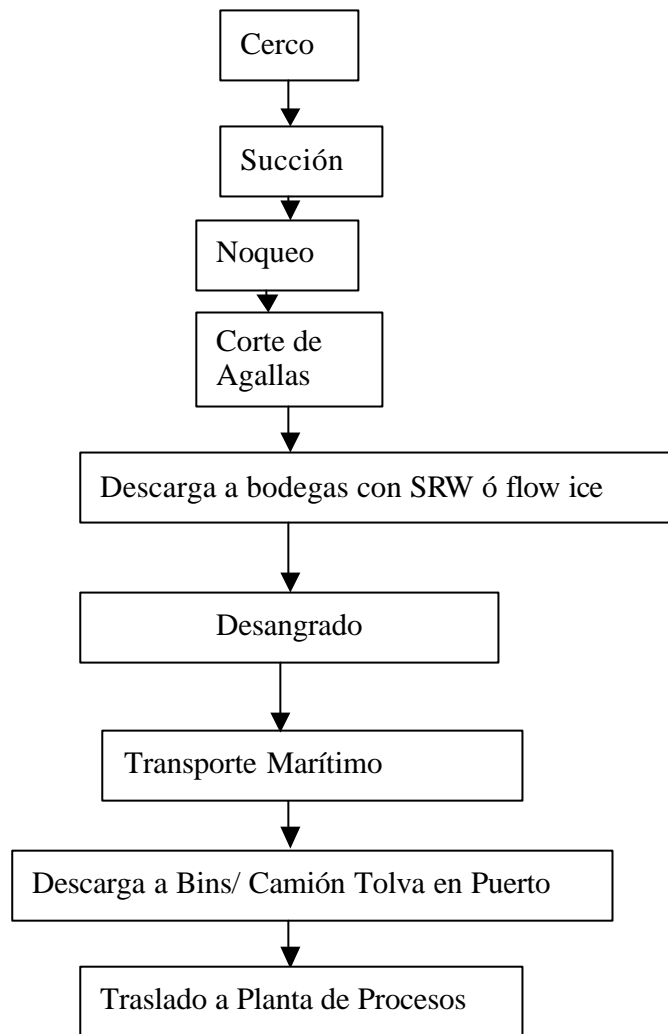 Cerco
Succión
Noqueo
Corte de
Agallas
Descarga a bodegas con SRW ó flow ice
Desangrado
Transporte Marítimo
Descarga a Bins/ Camión Tolva en Puerto
Traslado a Planta de Procesos